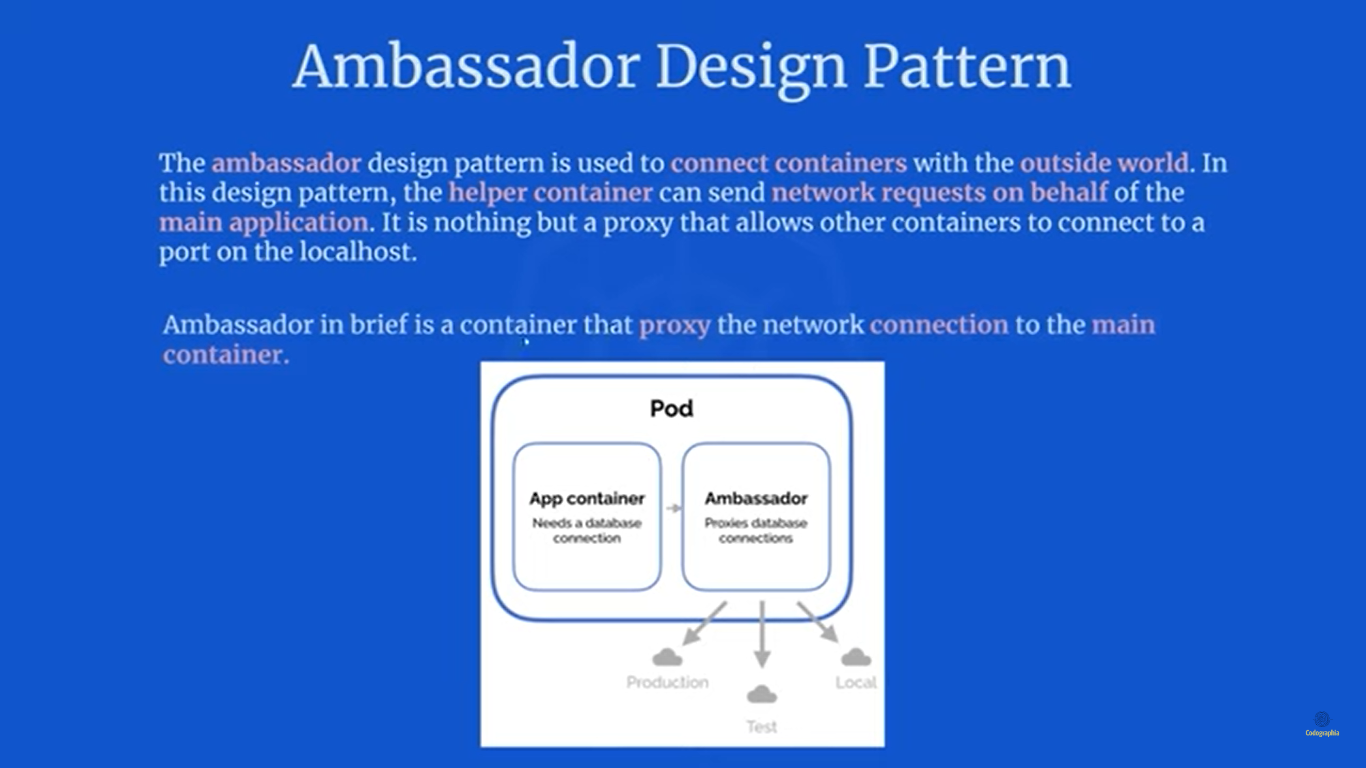 Ambassador Design Pattern
The ambassador design pattern is used to connect containers with the outside world. In
this design pattern, the helper container can send network requests on behalf of the
main application. It is nothing but a proxy that allows other containers to connect to a
port on the localhost.
Ambassador in brief is a container that proxy the network connection to the main
container.
Pod
App container
Needs a database
connection
Ambassador
Proxies database
connections
Production
Test
Local
Codographia